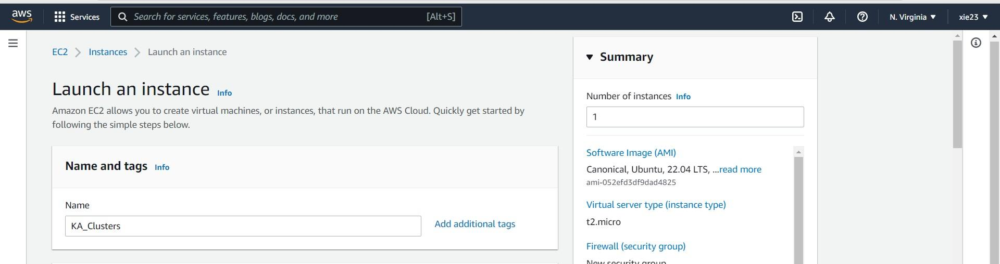 aws
Services
Search for services, features, blogs, docs, and more [Alt+S]
N. Virginia
xie23
EC2 > Instances > Launch an instance
Launch an instance Info
Amazon EC2 allows you to create virtual machines, or instances, that run on the AWS Cloud. Quickly get started by
following the simple steps below.
Name and tags Info
Name
KA_Clusters
Add additional tags
Summary
Number of instances Info
1
Software Image (AMI)
Canonical, Ubuntu, 22.04 LTS, ...read more
ami-052efd3df9dad4825
Virtual server type (instance type)
t2.micro
Firewall (security group)
New security group